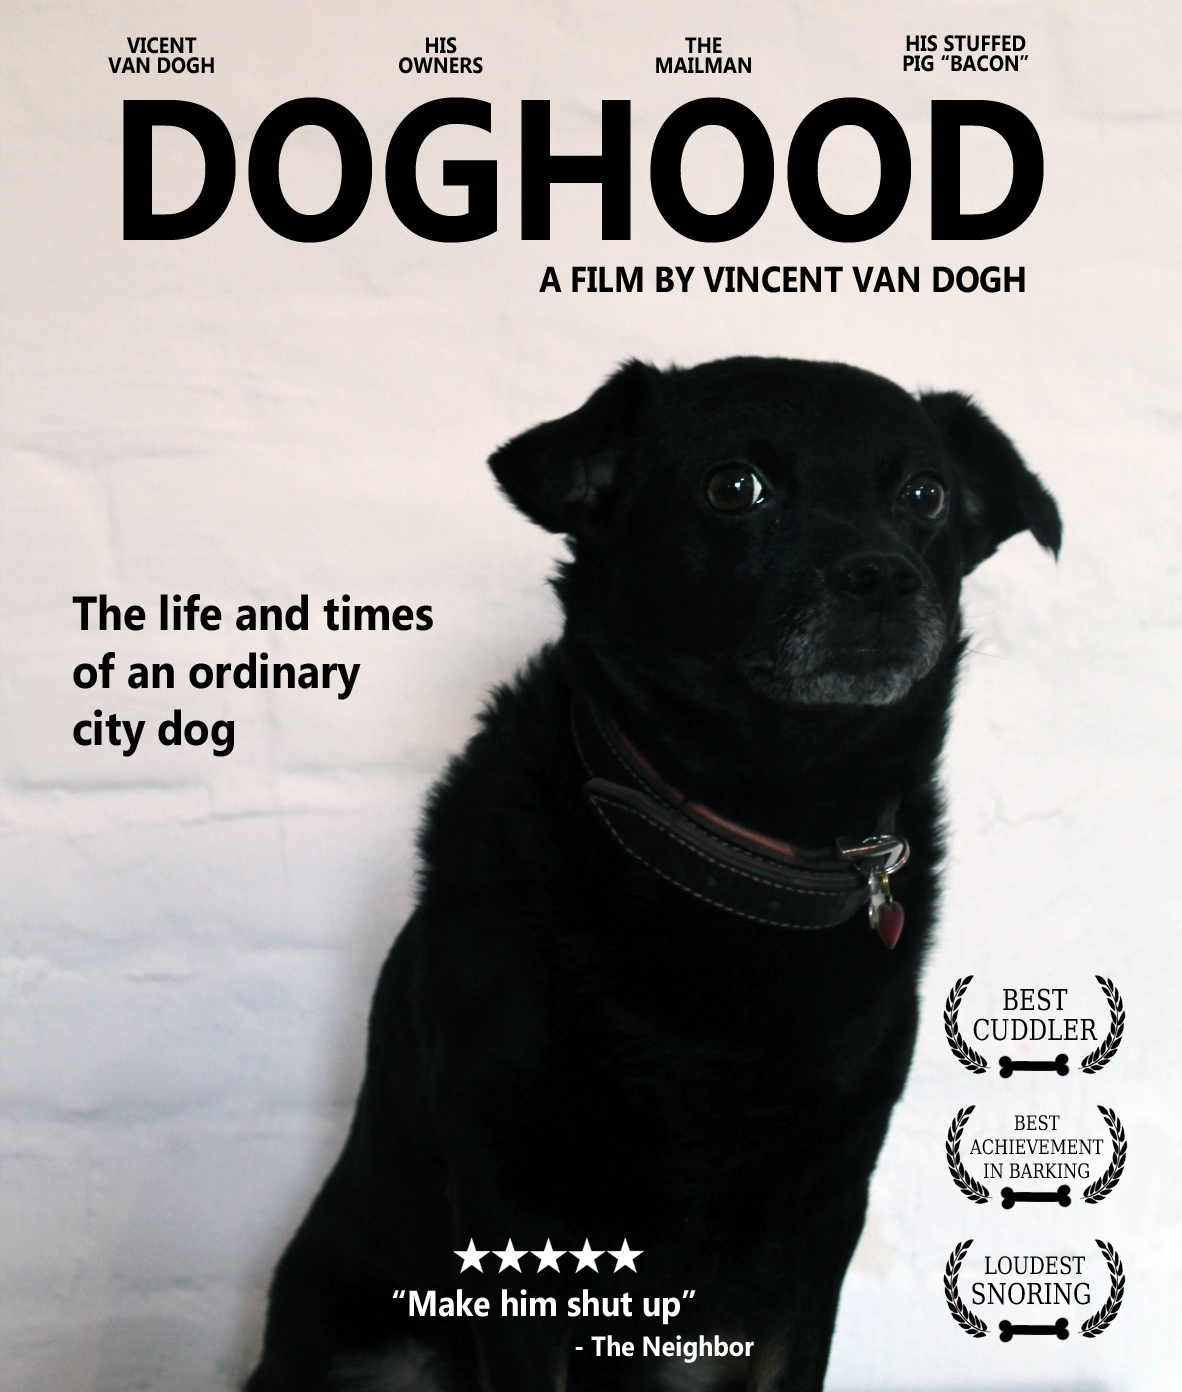 VICENT
VAN DOGH
HIS
OWNERS
THE
MAILMAN
HIS STUFFED
PIG “BACON”
DOGHOOD
A FILM BY VINCENT VAN DOGH
The life and times
of an ordinary
city dog
BEST
CUDDLER
BEST
ACHIEVEMENT
IN BARKING
LOUDEST
SNORING
“Make him shut up”
- The Neighbor